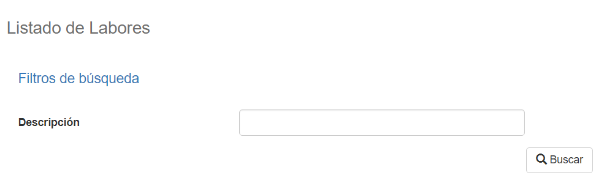 Listado de Labores
Filtros de búsqueda
Descripción
Buscar